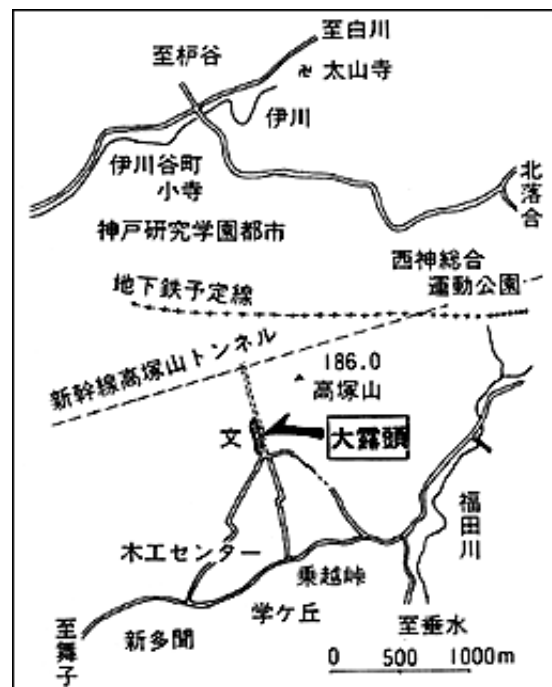 至白川
至栌谷
卍 太山寺
伊川
伊川谷町
小寺
北落合
神戸研究学園都市
西神総合
運動公園
地下鉄予定線
新幹線高塚山トンネル
186.0
高塚山
文
大露頭
福田川
木工センター
乗越峠
学ケ丘
至垂水
新多聞
至舞子
0 500 1000m